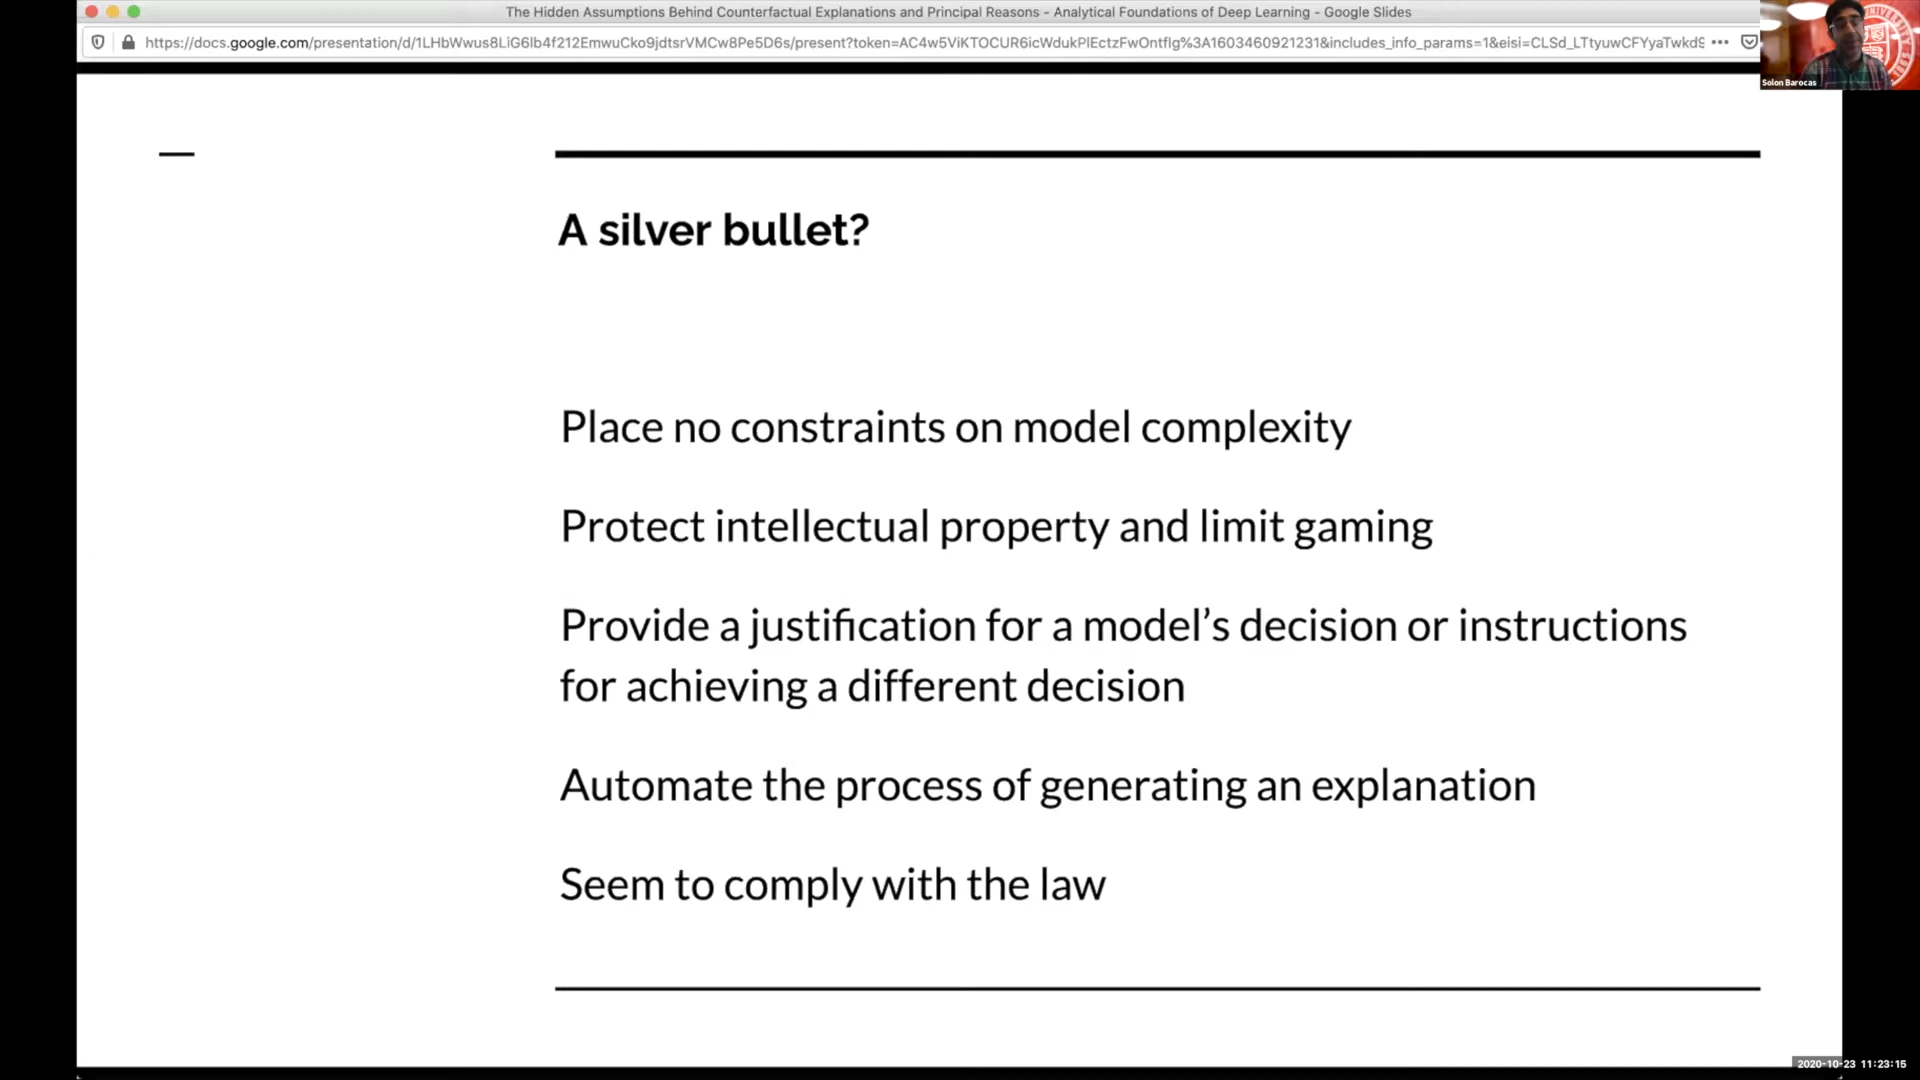 The Hidden Assumptions Behind Counterfactual Explanations and Principal Reasons - Analytical Foundations of Deep Learning - Google Slides
https://docs.google.com/presentation/d/1LHbWwus8LiG6lb4f212EmwuCko9jdtsrVMCw8Pe5D6s/present?token=AC4w5ViKTOCUR6icWdukPlEctzFwOntfIg%3A1603460921231&includes_info_params=1&eisi=CLSd_LTtyuwCFYyaTwkd9
Solon Barocas
A silver bullet?
Place no constraints on model complexity
Protect intellectual property and limit gaming
Provide a justification for a model’s decision or instructions
for achieving a different decision
Automate the process of generating an explanation
Seem to comply with the law
2020-10-23 11:23:15